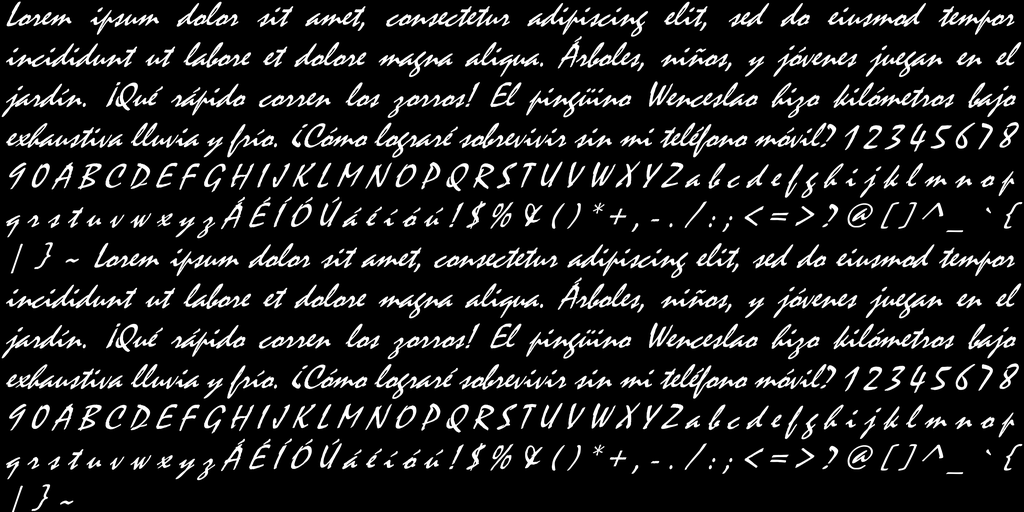 Lorem ipsum dolor sit amet, consectetur adipiscing elit, sed do eiusmod tempor
incididunt ut labore et dolore magna aliqua. Árboles, niños, y jóvenes juegan en el
jardín. ¡Qué rápido corren los zorros! El pingüino Wenceslao hizo kilómetros bajo
exhaustiva lluvia y frío. ¿Cómo lograré sobrevivir sin mi teléfono móvil? 1 2 3 4 5 6 7 8
9 0 A B C D E F G H I J K L M N O P Q R S T U V W X Y Z a b c d e f g h i j k l m n o p
q r s t u v w x y z Á É Í Ó Ú á é í ó ú ! $ % & ( ) * + , - . / : ; < = > ? @ [ ] ^ _ ` {
| } ~ Lorem ipsum dolor sit amet, consectetur adipiscing elit, sed do eiusmod tempor
incididunt ut labore et dolore magna aliqua. Árboles, niños, y jóvenes juegan en el
jardín. ¡Qué rápido corren los zorros! El pingüino Wenceslao hizo kilómetros bajo
exhaustiva lluvia y frío. ¿Cómo lograré sobrevivir sin mi teléfono móvil? 1 2 3 4 5 6 7 8
9 0 A B C D E F G H I J K L M N O P Q R S T U V W X Y Z a b c d e f g h i j k l m n o p
q r s t u v w x y z Á É Í Ó Ú á é í ó ú ! $ % & ( ) * + , - . / : ; < = > ? @ [ ] ^ _ ` {
| } ~